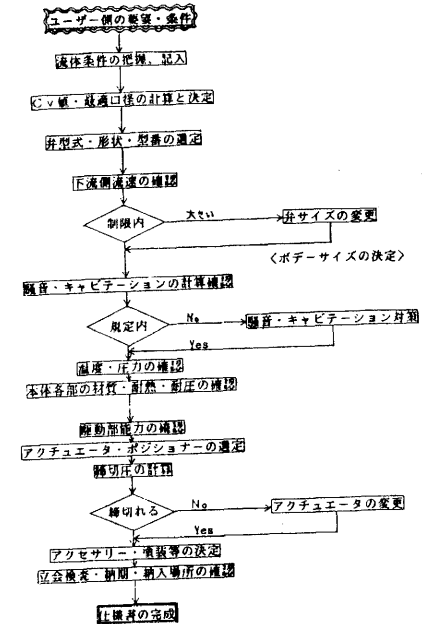 ユーザー側の要望・条件
流体条件の把握、記入
Cv値・最適口径の計算と決定
弁型式・形状・型番の選定
下流側流速の確認
制限内
大きい
弁サイズの変更
〈ボデーサイズの決定〉
騒音・キャビテーションの計算確認
規定内
No
騒音・キャビテーション対策
Yes
温度・圧力の確認
本体各部の材質・耐熱・耐圧の確認
駆動部能力の確認
アクチュエータ・ポジショナーの選定
締切圧の計算
締切れる
No
アクチュエータの変更
Yes
アクセサリー・塗装等の決定
立会検査・納期・納入場所の確認
仕様書の完成